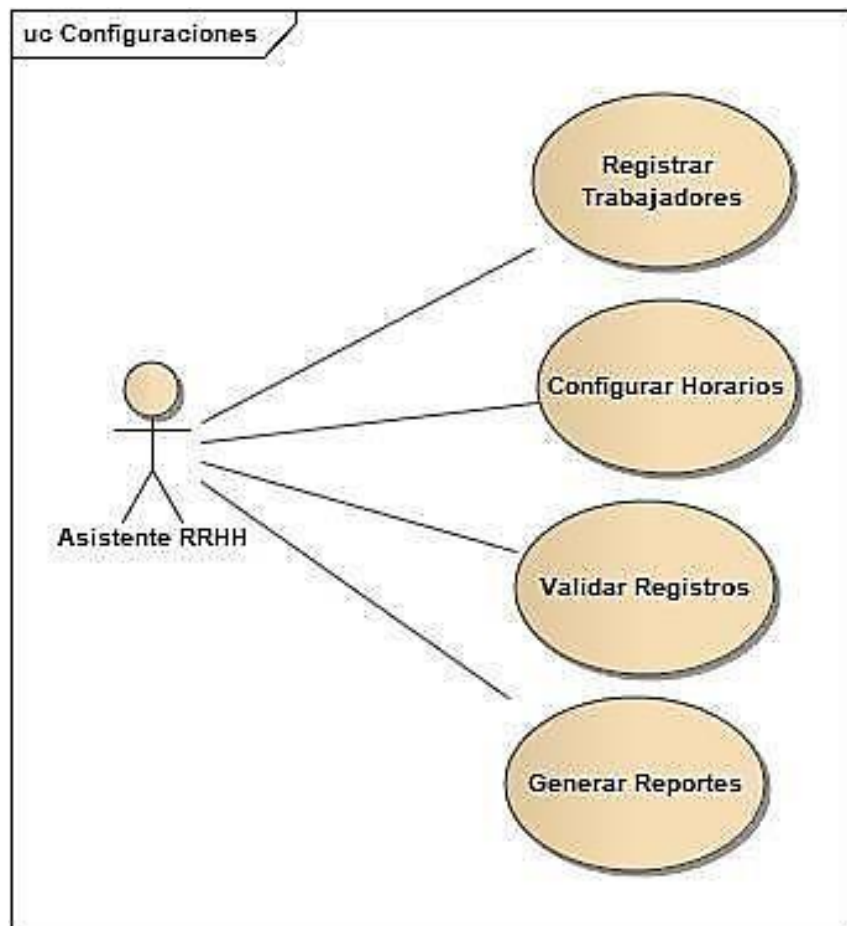 uc Configuraciones
Registrar
Trabajadores
Configurar Horarios
Asistente RRHH
Validar Registros
Generar Reportes